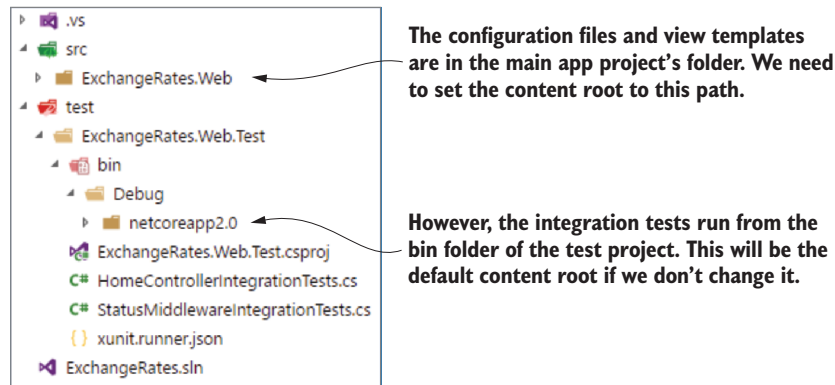 .vs
src
ExchangeRates.Web
test
ExchangeRates.Web.Test
bin
Debug
netcoreapp2.0
ExchangeRates.Web.Test.csproj
C# HomeControllerIntegrationTests.cs
C# StatusMiddlewareIntegrationTests.cs
{ } xunit.runner.json
ExchangeRates.sln
The configuration files and view templates
are in the main app project’s folder. We need
to set the content root to this path.
However, the integration tests run from the
bin folder of the test project. This will be the
default content root if we don’t change it.